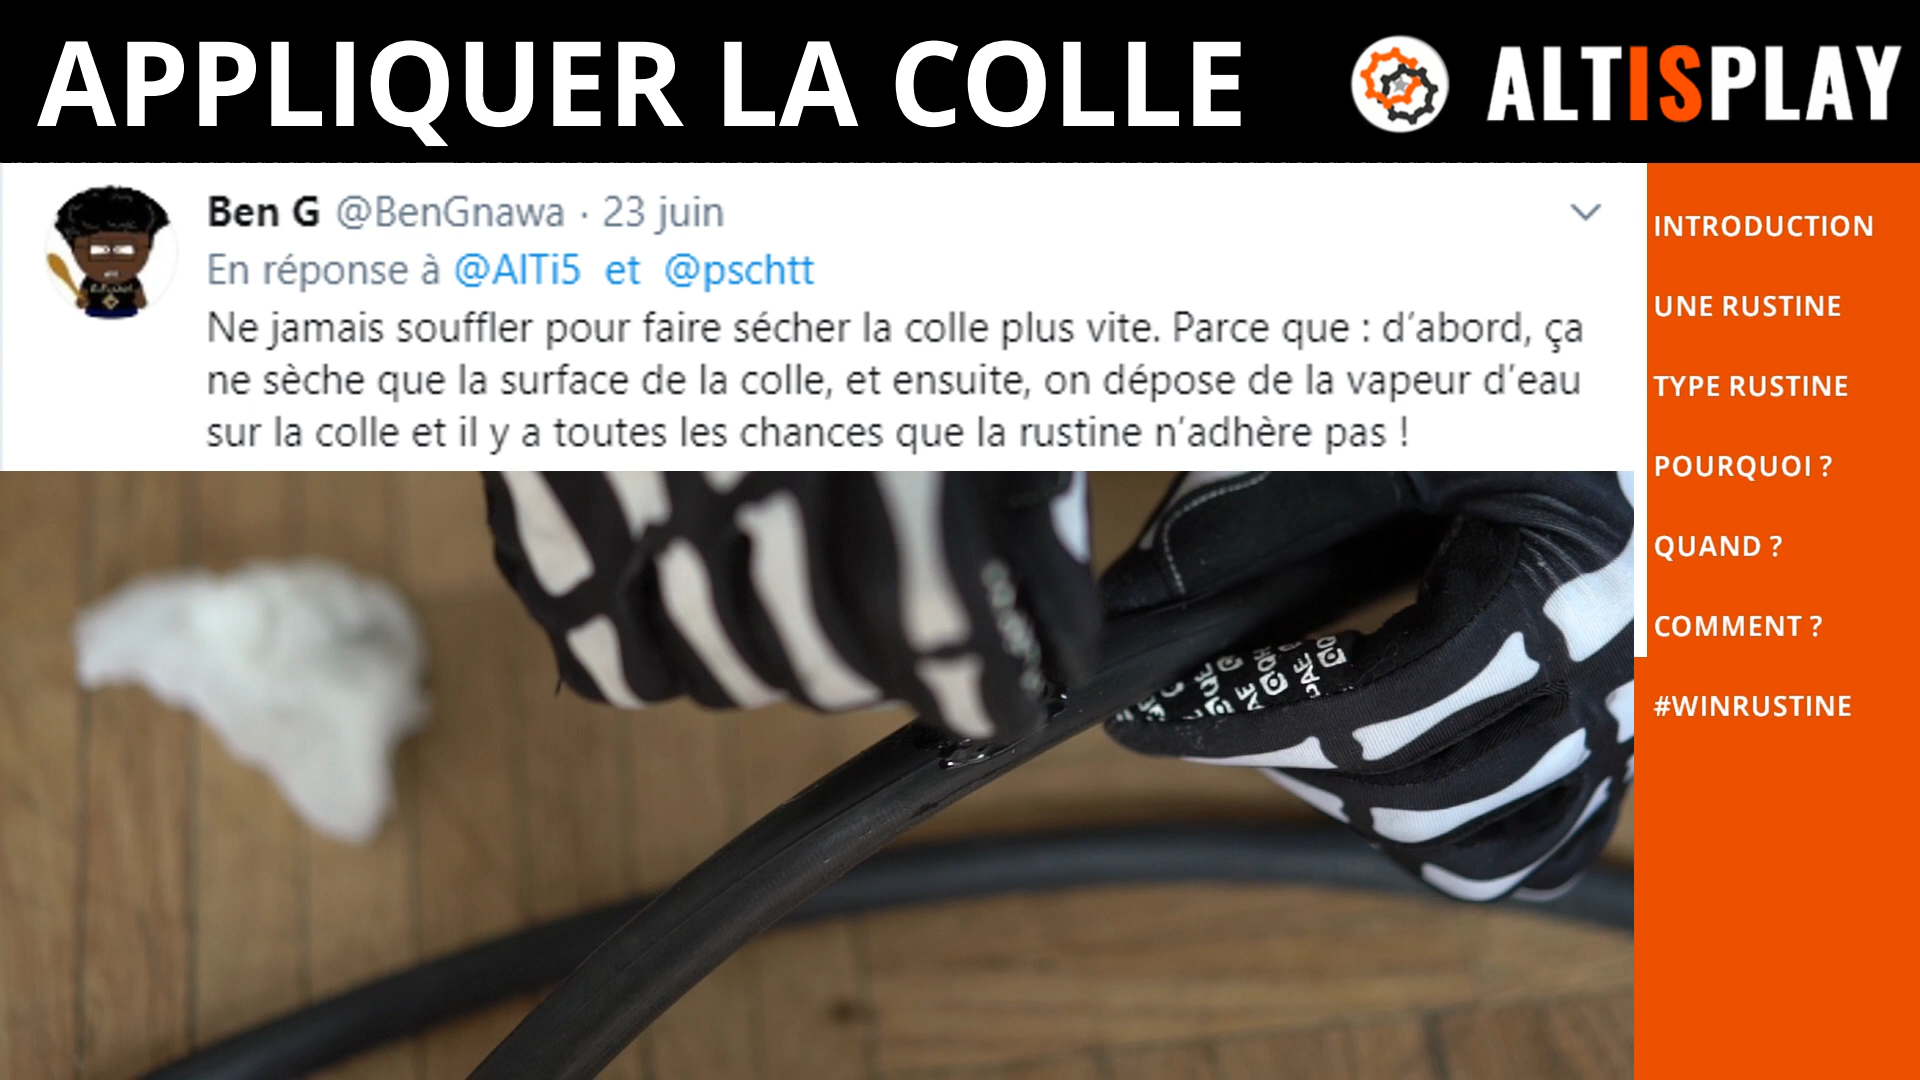 APPLIQUER LA COLLE
ALTISPLAY
Ben G @BenGnawa · 23 juin
En réponse à @AlTi5 et @pschtt
Ne jamais souffler pour faire sécher la colle plus vite. Parce que : d’abord, ça
ne sèche que la surface de la colle, et ensuite, on dépose de la vapeur d’eau
sur la colle et il y a toutes les chances que la rustine n’adhère pas !
INTRODUCTION
UNE RUSTINE
TYPE RUSTINE
POURQUOI ?
QUAND ?
COMMENT ?
#WINRUSTINE